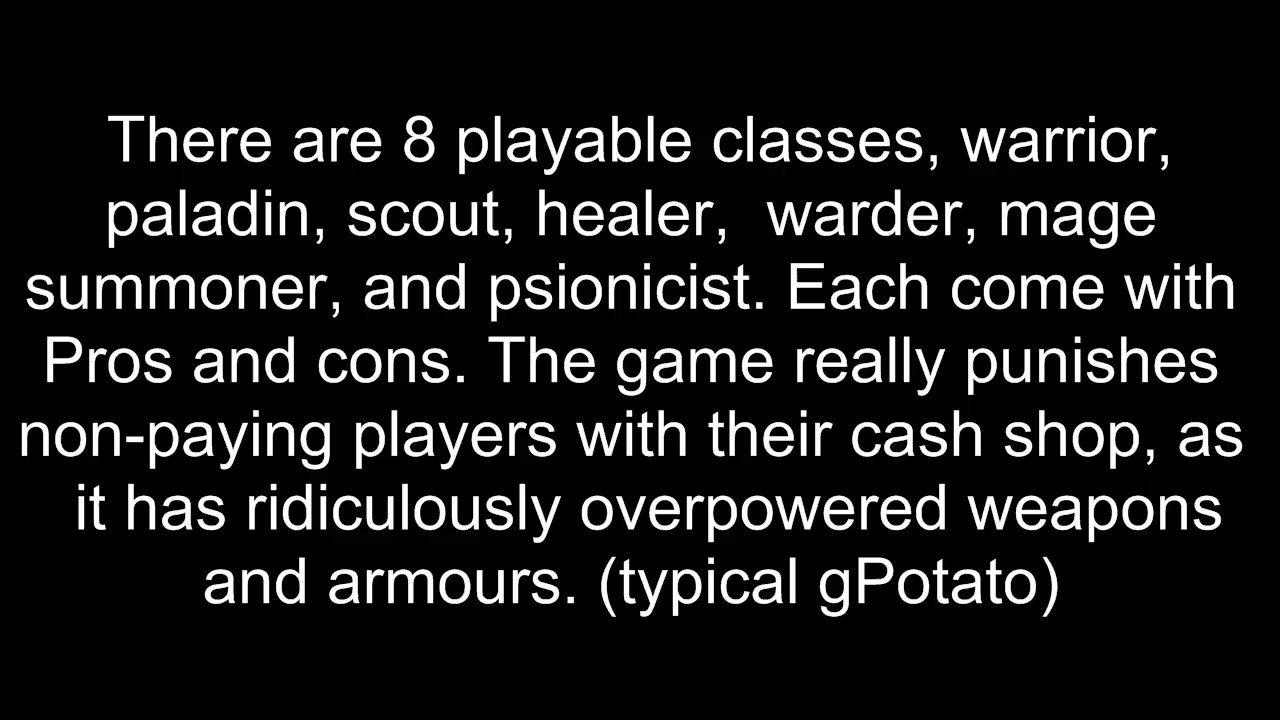 There are 8 playable classes, warrior,
paladin, scout, healer,  warder, mage
summoner, and psionicist. Each come with
Pros and cons. The game really punishes
non-paying players with their cash shop, as
it has ridiculously overpowered weapons
and armours. (typical gPotato)